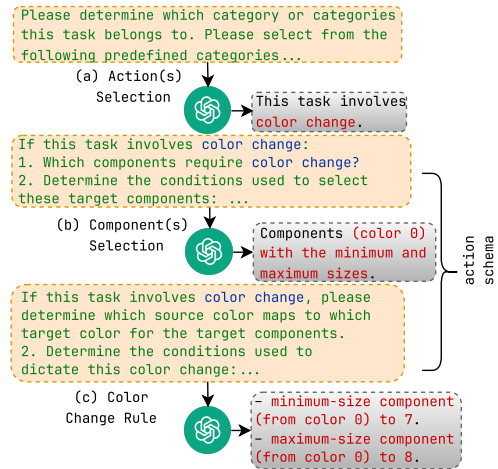 Please determine which category or categories
this task belongs to. Please select from the
following predefined categories...
(a) Action(s)
Selection
This task involves
color change.
If this task involves color change:
1. Which components require color change?
2. Determine the conditions used to select
these target components: ...
(b) Component(s)
Selection
Components (color 0)
with the minimum and
maximum sizes.
action
schema
If this task involves color change, please
determine which source color maps to which
target color for the target components.
2. Determine the conditions used to
dictate this color change:...
(c) Color
Change Rule
- minimum-size component
(from color 0) to 7.
- maximum-size component
(from color 0) to 8.